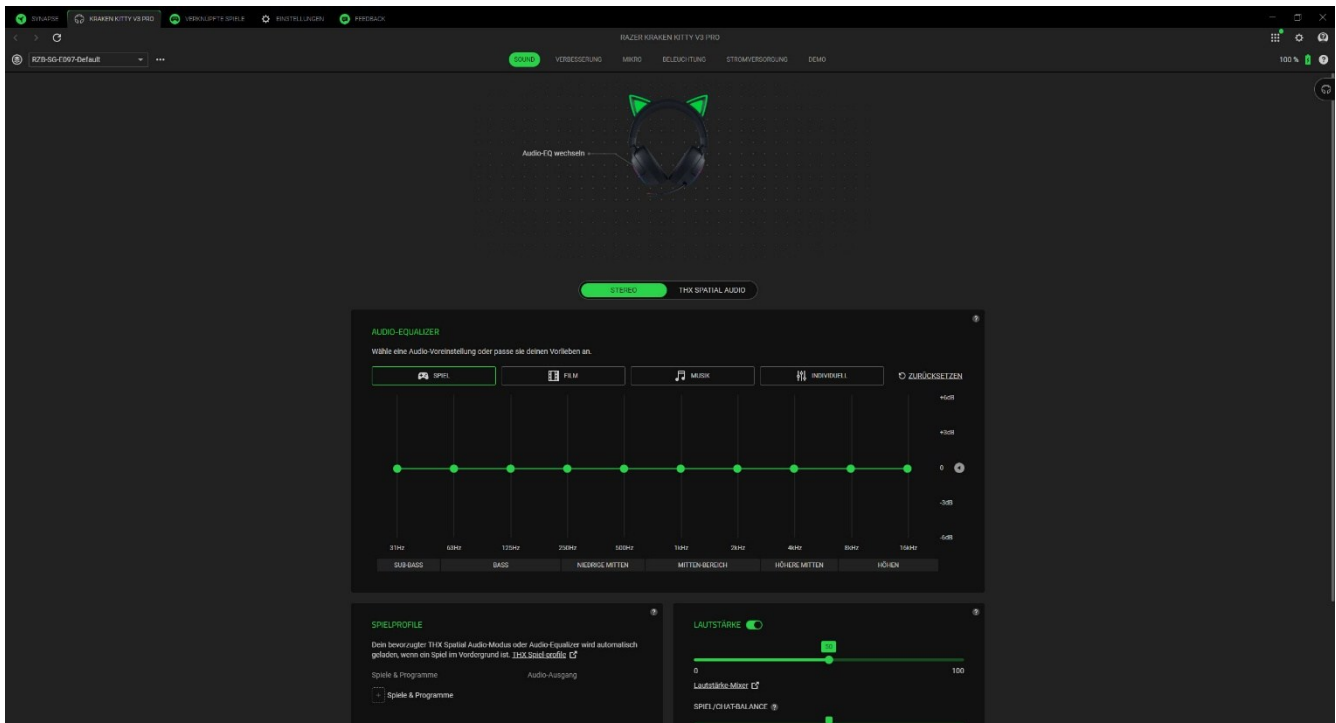 SYNAPSE KRAKEN KITTY V3 PRO VERKNÜPFTE SPIELE EINSTELLUNGEN FEEDBACK
RAZER KRAKEN KITTY V3 PRO
RZB-SG-E097-Default SOUND VERBESSERUNG MIKRO BELEUCHTUNG STROMVERSORGUNG DEMO 100 %
Audio-EQ wechseln
STEREO THX SPATIAL AUDIO
AUDIO-EQUALIZER
Wähle eine Audio-Voreinstellung oder passe sie deinen Vorlieben an.
SPIEL FILM MUSIK INDIVIDUELL ZURÜCKSETZEN
+6dB
+3dB
0
-3dB
-6dB
31Hz 63Hz 125Hz 250Hz 500Hz 1kHz 2kHz 4kHz 8kHz 16kHz
SUB-BASS BASS NIEDRIGE MITTEN MITTEN-BEREICH HÖHERE MITTEN HÖHEN
SPIELPROFILE
Dein bevorzugter THX Spatial Audio-Modus oder Audio-Equalizer wird automatisch
geladen, wenn ein Spiel im Vordergrund ist. THX Spiel-profile
Spiele & Programme Audio-Ausgang
+ Spiele & Programme
LAUTSTÄRKE
50
0 100
Lautstärke-Mixer
SPIEL/CHAT-BALANCE